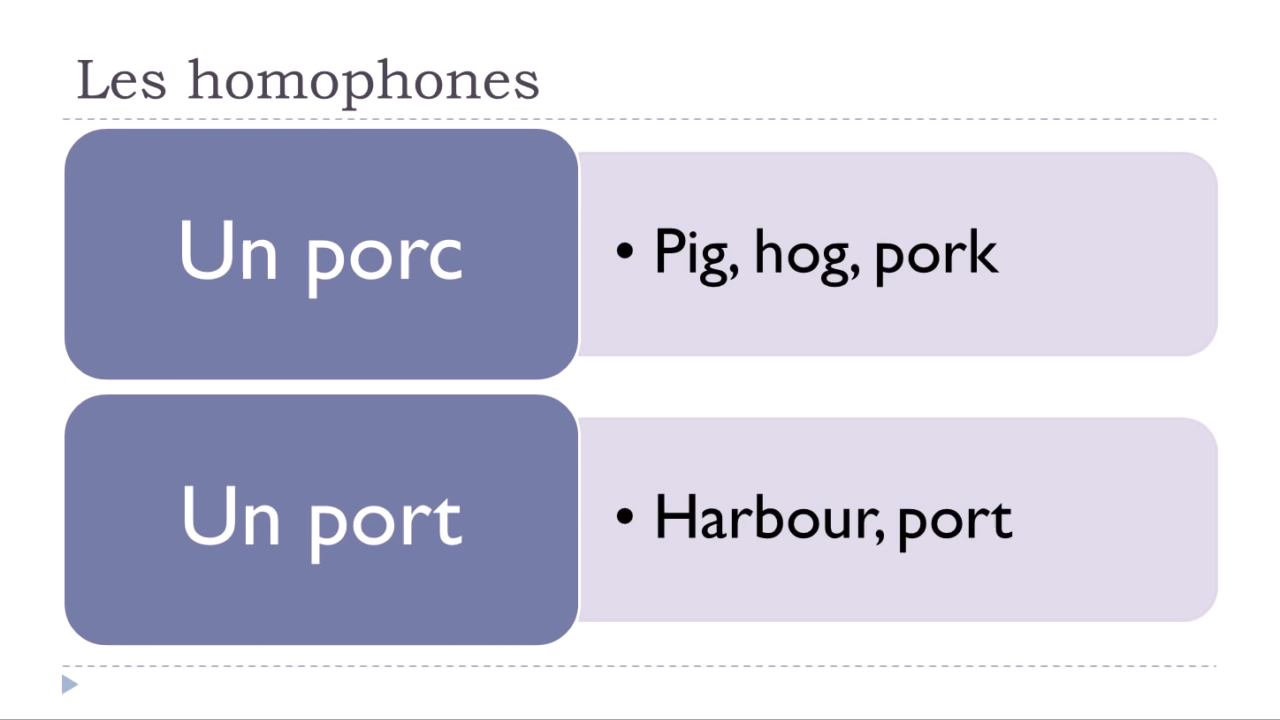 Les homophones
Un porc
• Pig, hog, pork
Un port
• Harbour, port